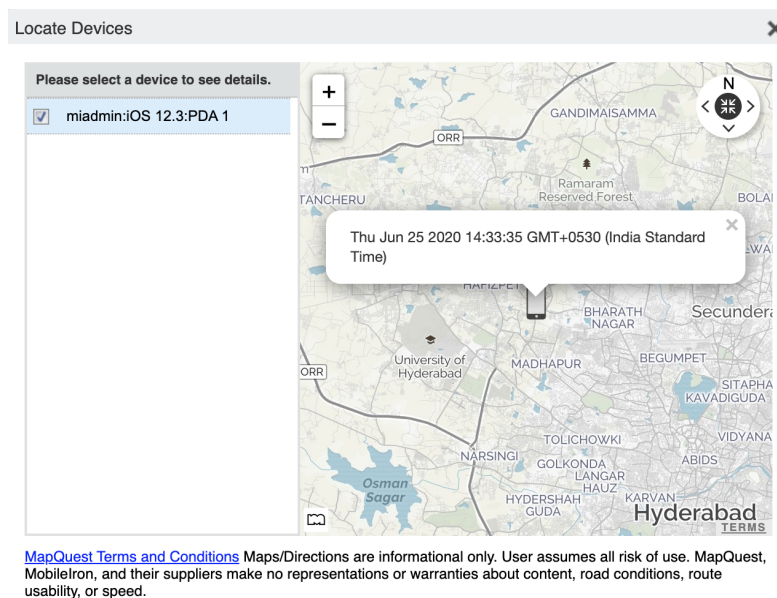 Locate Devices
Please select a device to see details.
miadmin:iOS 12.3:PDA 1
+
−
N
GANDIMAISAMMA
ORR
Ramaram
Reserved Forest
TANCHERU
BOLA
Thu Jun 25 2020 14:33:35 GMT+0530 (India Standard
Time)
HAFIZPET
BHARATH
NAGAR
Secundera
University of
Hyderabad
MADHAPUR
BEGUMPET
ORR
SITAPHA
KAVADIGUDA
TOLICHOWKI
VIDYANA
NARSINGI
GOLKONDA
ABIDS
LANGAR
HAUZ
Osman
Sagar
HYDERSHAH
GUDA
KARVAN
Hyderabad
TERMS
MapQuest Terms and Conditions Maps/Directions are informational only. User assumes all risk of use. MapQuest,
MobileIron, and their suppliers make no representations or warranties about content, road conditions, route
usability, or speed.